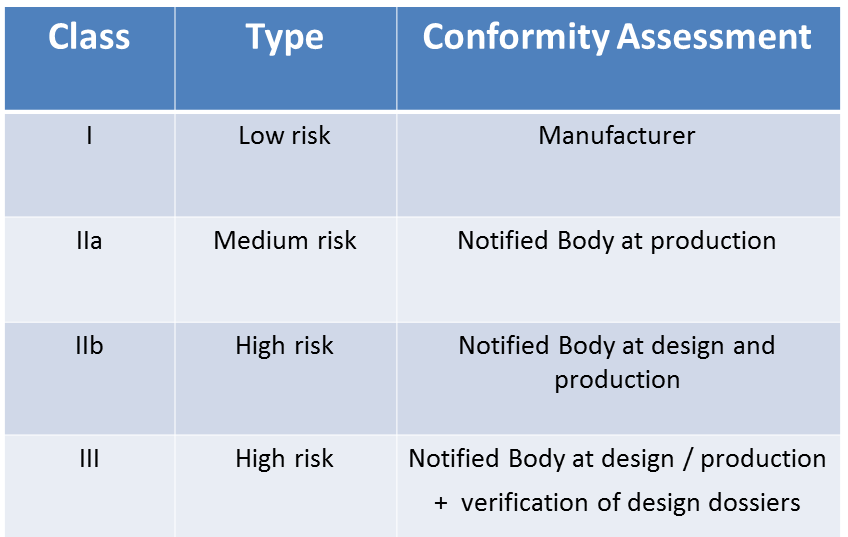 Class Type Conformity Assessment
I Low risk Manufacturer
IIa Medium risk Notified Body at production
IIb High risk Notified Body at design and
production
III High risk Notified Body at design / production
+ verification of design dossiers